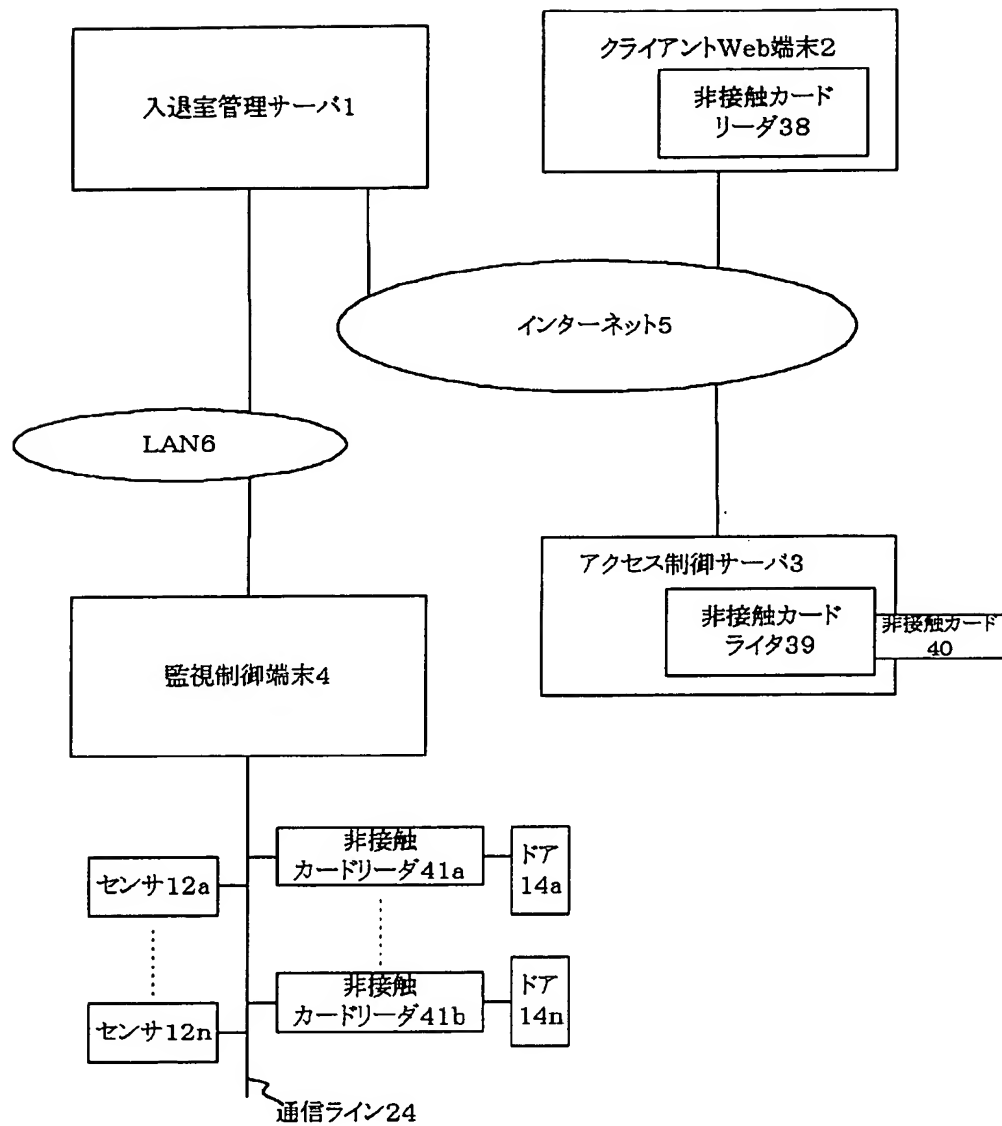 入退室管理サーバ1
クライアントWeb端末2
非接触カード
リーダ38
インターネット5
LAN6
アクセス制御サーバ3
非接触カード
ライタ39
非接触カード
40
監視制御端末4
非接触
カードリーダ41a
ドア
14a
センサ12a
非接触
カードリーダ41b
ドア
14n
センサ12n
通信ライン24